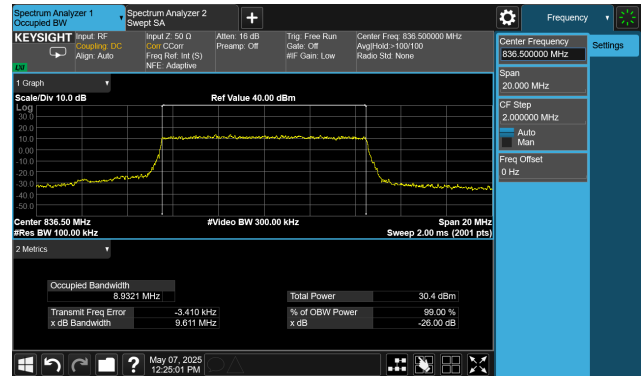 Spectrum Analyzer 1
Occupied BW
Spectrum Analyzer 2
Swept SA
Frequency
KEYSIGHT
Input: RF
Coupling: DC
Align: Auto
Input Z: 50 Ω
Corr CCorr
Freq Ref: Int (S)
NFE: Adaptive
Atten: 16 dB
Preamp: Off
Trig: Free Run
Gate: Off
#IF Gain: Low
Center Freq: 836.500000 MHz
Avg|Hold:>100/100
Radio Std: None
LXI
Center Frequency
836.500000 MHz
Settings
Span
20.000 MHz
CF Step
2.000000 MHz
Auto
Man
Freq Offset
0 Hz
1 Graph
Scale/Div 10.0 dB
Ref Value 40.00 dBm
Log
30.0
20.0
10.0
0.00
-10.0
-20.0
-30.0
-40.0
-50.0
Center 836.50 MHz
#Video BW 300.00 kHz
Span 20 MHz
#Res BW 100.00 kHz
Sweep 2.00 ms (2001 pts)
2 Metrics
Occupied Bandwidth
8.9321 MHz
Total Power
30.4 dBm
Transmit Freq Error
-3.410 kHz
% of OBW Power
99.00 %
x dB Bandwidth
9.611 MHz
x dB
-26.00 dB
May 07, 2025
12:25:01 PM